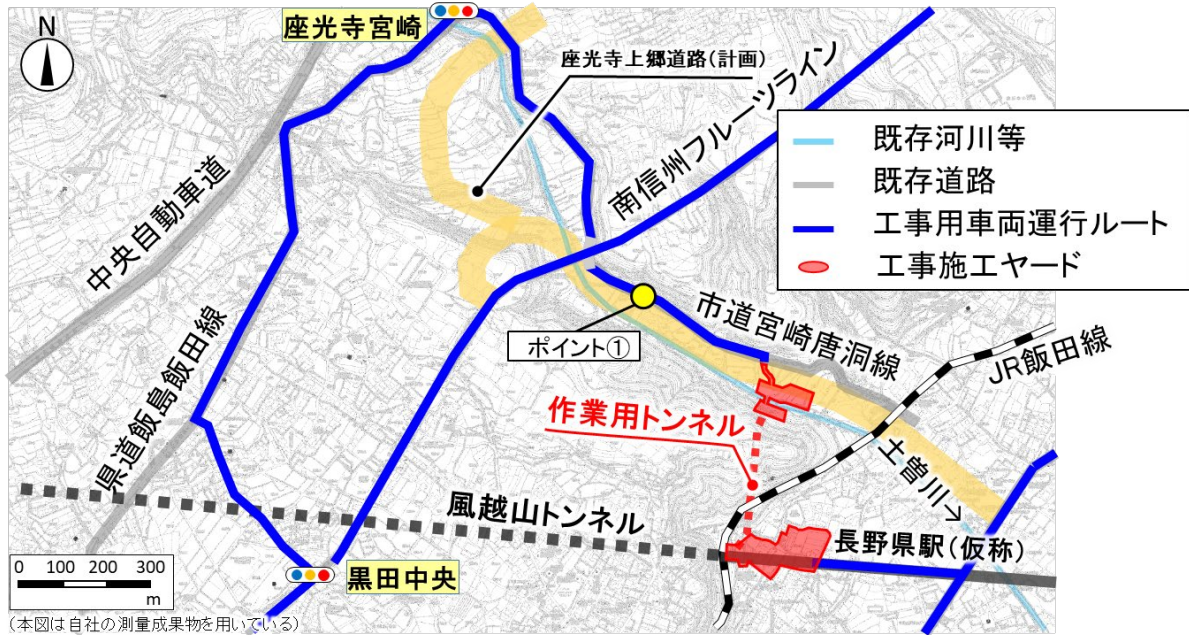 座光寺宮崎
N
座光寺上郷道路(計画)
南信州フルーツライン
既存河川等
既存道路
工事用車両運行ルート
工事施工ヤード
中央自動車道
市道宮崎唐洞線
ポイント①
JR飯田線
県道飯島飯田線
作業用トンネル
土曽川→
風越山トンネル
長野県駅(仮称)
0 100 200 300
m
黒田中央
(本図は自社の測量成果物を用いている)